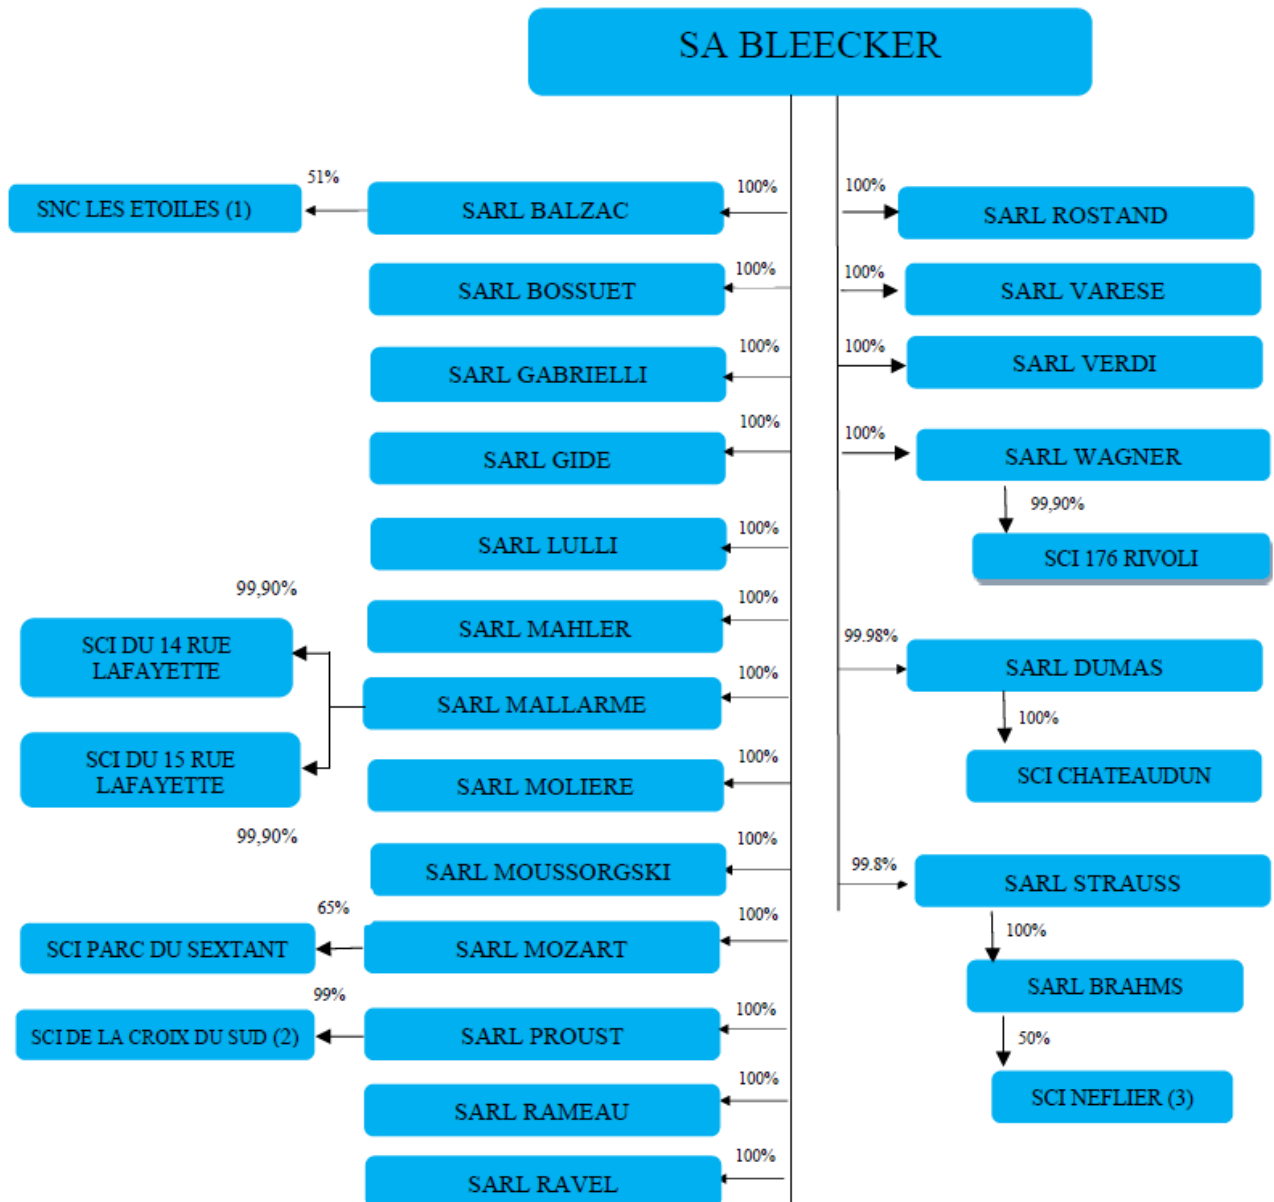 SA BLEECKER
51%
100%
100%
SNC LES ETOILES (1)
SARL BALZAC
SARL ROSTAND
100%
100%
SARL BOSSUET
SARL VARESE
100%
100%
SARL GABRIELLI
SARL VERDI
100%
100%
SARL GIDE
SARL WAGNER
99,90%
100%
SARL LULLI
SCI 176 RIVOLI
99,90%
100%
SCI DU 14 RUE
LAFAYETTE
SARL MAHLER
99.98%
SARL DUMAS
100%
SARL MALLARME
100%
SCI DU 15 RUE
LAFAYETTE
100%
SARL MOLIERE
SCI CHATEAUDUN
99,90%
100%
SARL MOUSSORGSKI
99.8%
SARL STRAUSS
65%
100%
100%
SCI PARC DU SEXTANT
SARL MOZART
SARL BRAHMS
99%
100%
SCI DE LA CROIX DU SUD (2)
SARL PROUST
50%
100%
SARL RAMEAU
SCI NEFLIER (3)
100%
SARL RAVEL